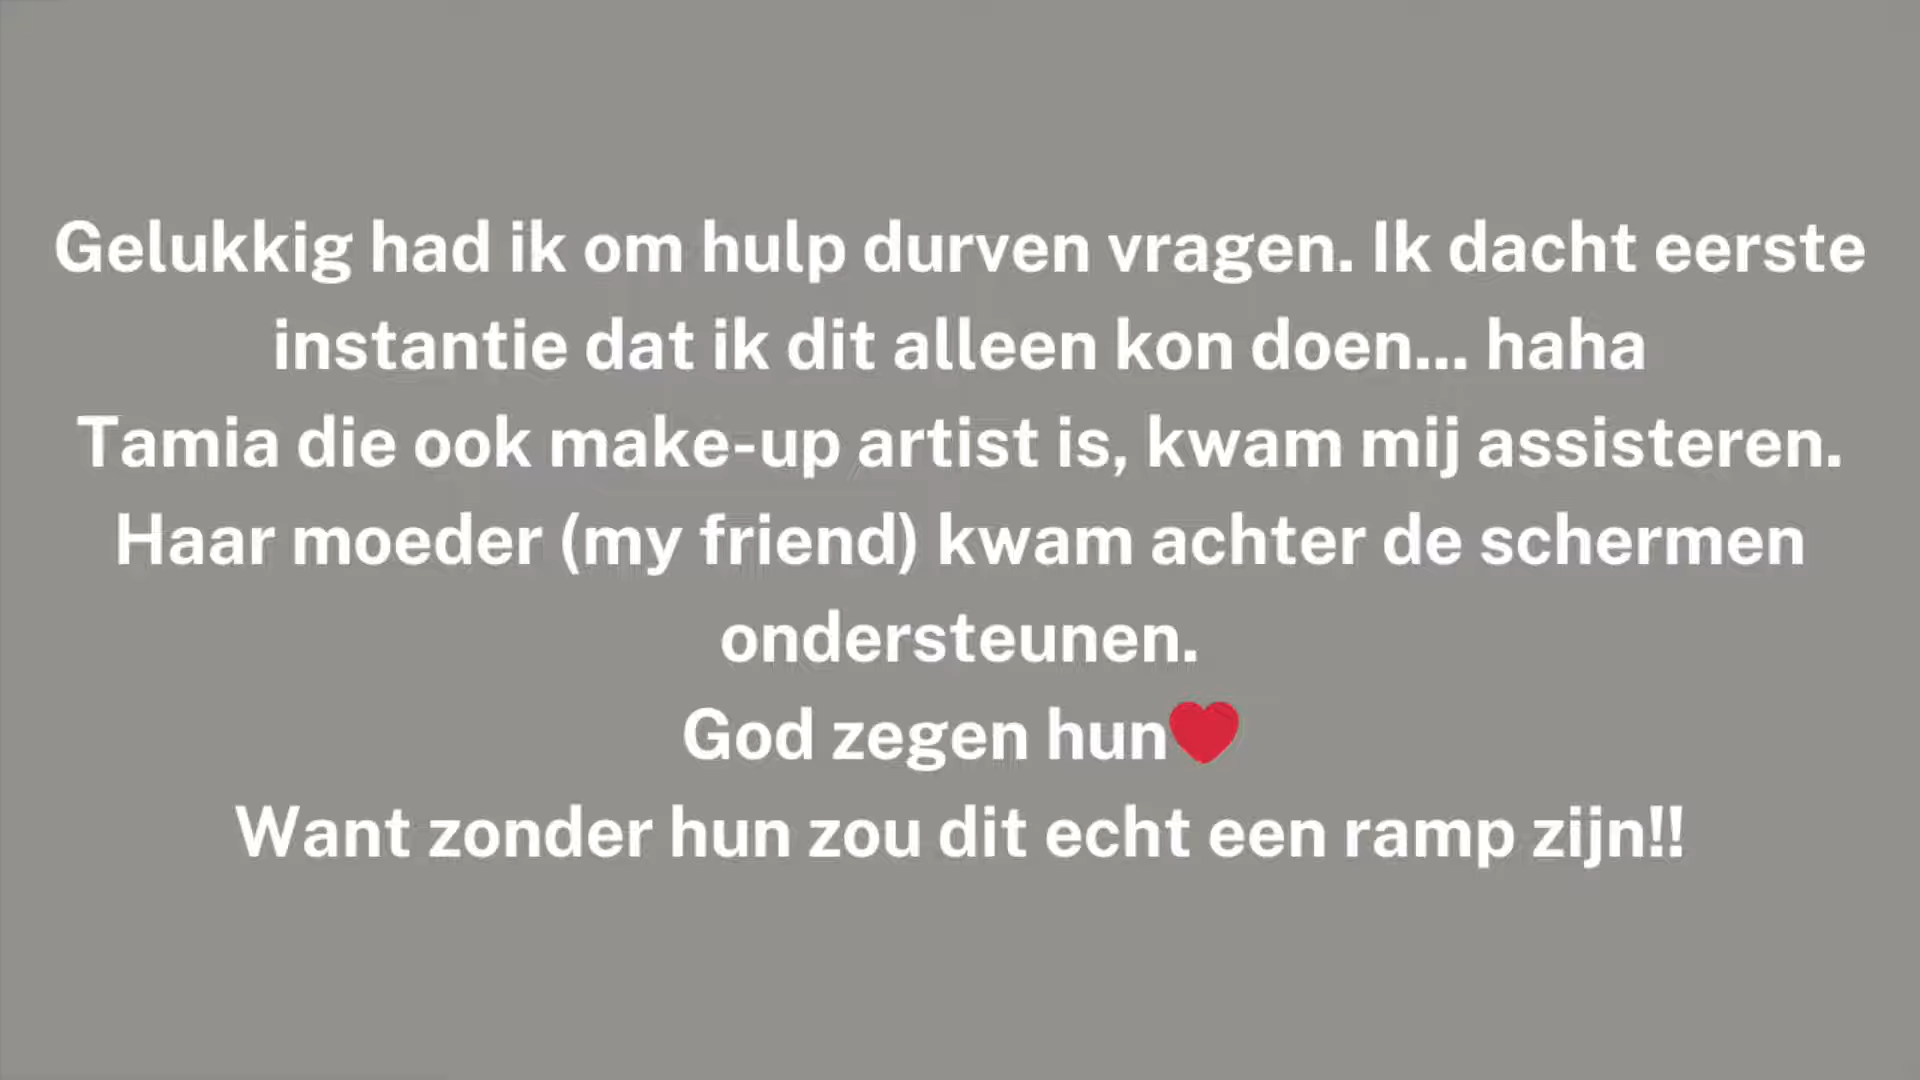 Gelukkig had ik om hulp durven vragen. Ik dacht eerste
instantie dat ik dit alleen kon doen... haha
Tamia die ook make-up artist is, kwam mij assisteren.
Haar moeder (my friend) kwam achter de schermen
ondersteunen.
God zegen hun❤️
Want zonder hun zou dit echt een ramp zijn!!